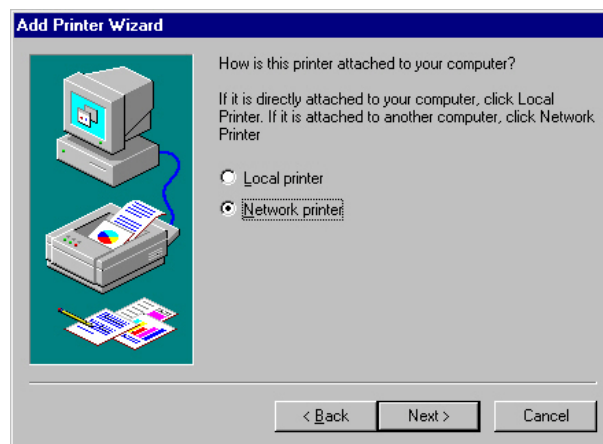 Add Printer Wizard
How is this printer attached to your computer?
If it is directly attached to your computer, click Local
Printer. If it is attached to another computer, click Network
Printer
Local printer
Network printer
< Back
Next >
Cancel